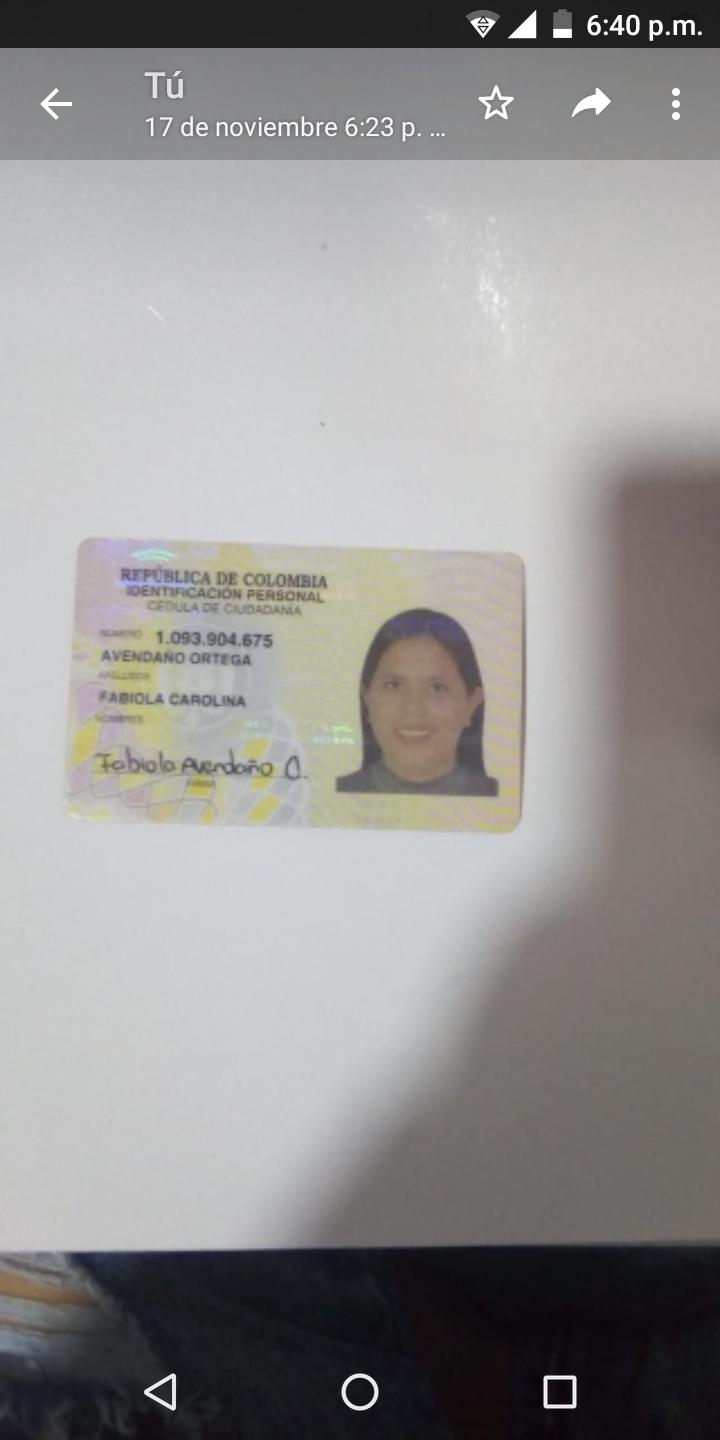 6:40 p.m.
Tú
17 de noviembre 6:23 p. ...
REPÚBLICA DE COLOMBIA
IDENTIFICACIÓN PERSONAL
CEDULA DE CIUDADANIA
NUMERO 1.093.904.675
AVENDAÑO ORTEGA
APELLIDOS
FABIOLA CAROLINA
NOMBRES
Fabiola Avendaño O.
FIRMA